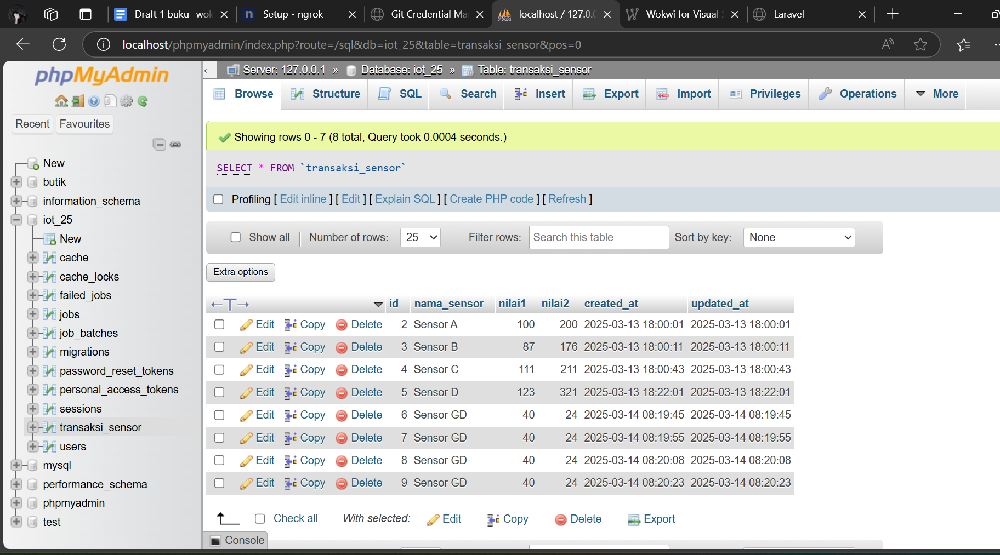 Draft 1 buku _wok
Setup - ngrok
Git Credential Ma
localhost / 127.0.0
Wokwi for Visual S
Laravel
localhost/phpmyadmin/index.php?route=/sql&db=iot_25&table=transaksi_sensor&pos=0
phpMyAdmin
Recent Favourites
New
butik
information_schema
iot_25
New
cache
cache_locks
failed_jobs
jobs
job_batches
migrations
password_reset_tokens
personal_access_tokens
sessions
transaksi_sensor
users
mysql
performance_schema
phpmyadmin
test
Server: 127.0.0.1 » Database: iot_25 » Table: transaksi_sensor
Browse Structure SQL Search Insert Export Import Privileges Operations More
Showing rows 0 - 7 (8 total, Query took 0.0004 seconds.)
SELECT * FROM `transaksi_sensor`
Profiling [ Edit inline ] [ Edit ] [ Explain SQL ] [ Create PHP code ] [ Refresh ]
Show all | Number of rows: 25 Filter rows: Search this table Sort by key: None
Extra options
id nama_sensor nilai1 nilai2 created_at updated_at
Edit Copy Delete 2 Sensor A 100 200 2025-03-13 18:00:01 2025-03-13 18:00:01
Edit Copy Delete 3 Sensor B 87 176 2025-03-13 18:00:11 2025-03-13 18:00:11
Edit Copy Delete 4 Sensor C 111 211 2025-03-13 18:00:43 2025-03-13 18:00:43
Edit Copy Delete 5 Sensor D 123 321 2025-03-13 18:22:01 2025-03-13 18:22:01
Edit Copy Delete 6 Sensor GD 40 24 2025-03-14 08:19:45 2025-03-14 08:19:45
Edit Copy Delete 7 Sensor GD 40 24 2025-03-14 08:19:55 2025-03-14 08:19:55
Edit Copy Delete 8 Sensor GD 40 24 2025-03-14 08:20:08 2025-03-14 08:20:08
Edit Copy Delete 9 Sensor GD 40 24 2025-03-14 08:20:23 2025-03-14 08:20:23
Check all With selected: Edit Copy Delete Export
Console